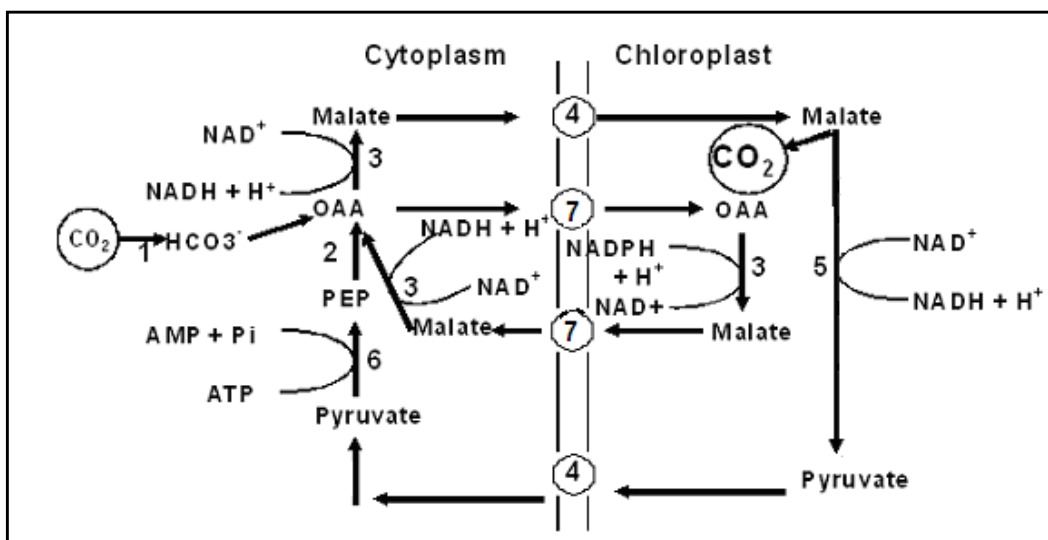 Cytoplasm Chloroplast
Malate 4 Malate
NAD+ 3 CO2
NADH + H+ OAA 7 OAA
CO2 1 HCO3- NADH + H+ NADPH + H+ 3 5 NAD+
2 3 NAD+ NAD+ NADH + H+
PEP Malate 7 Malate
AMP + Pi 6
ATP
Pyruvate
4 Pyruvate